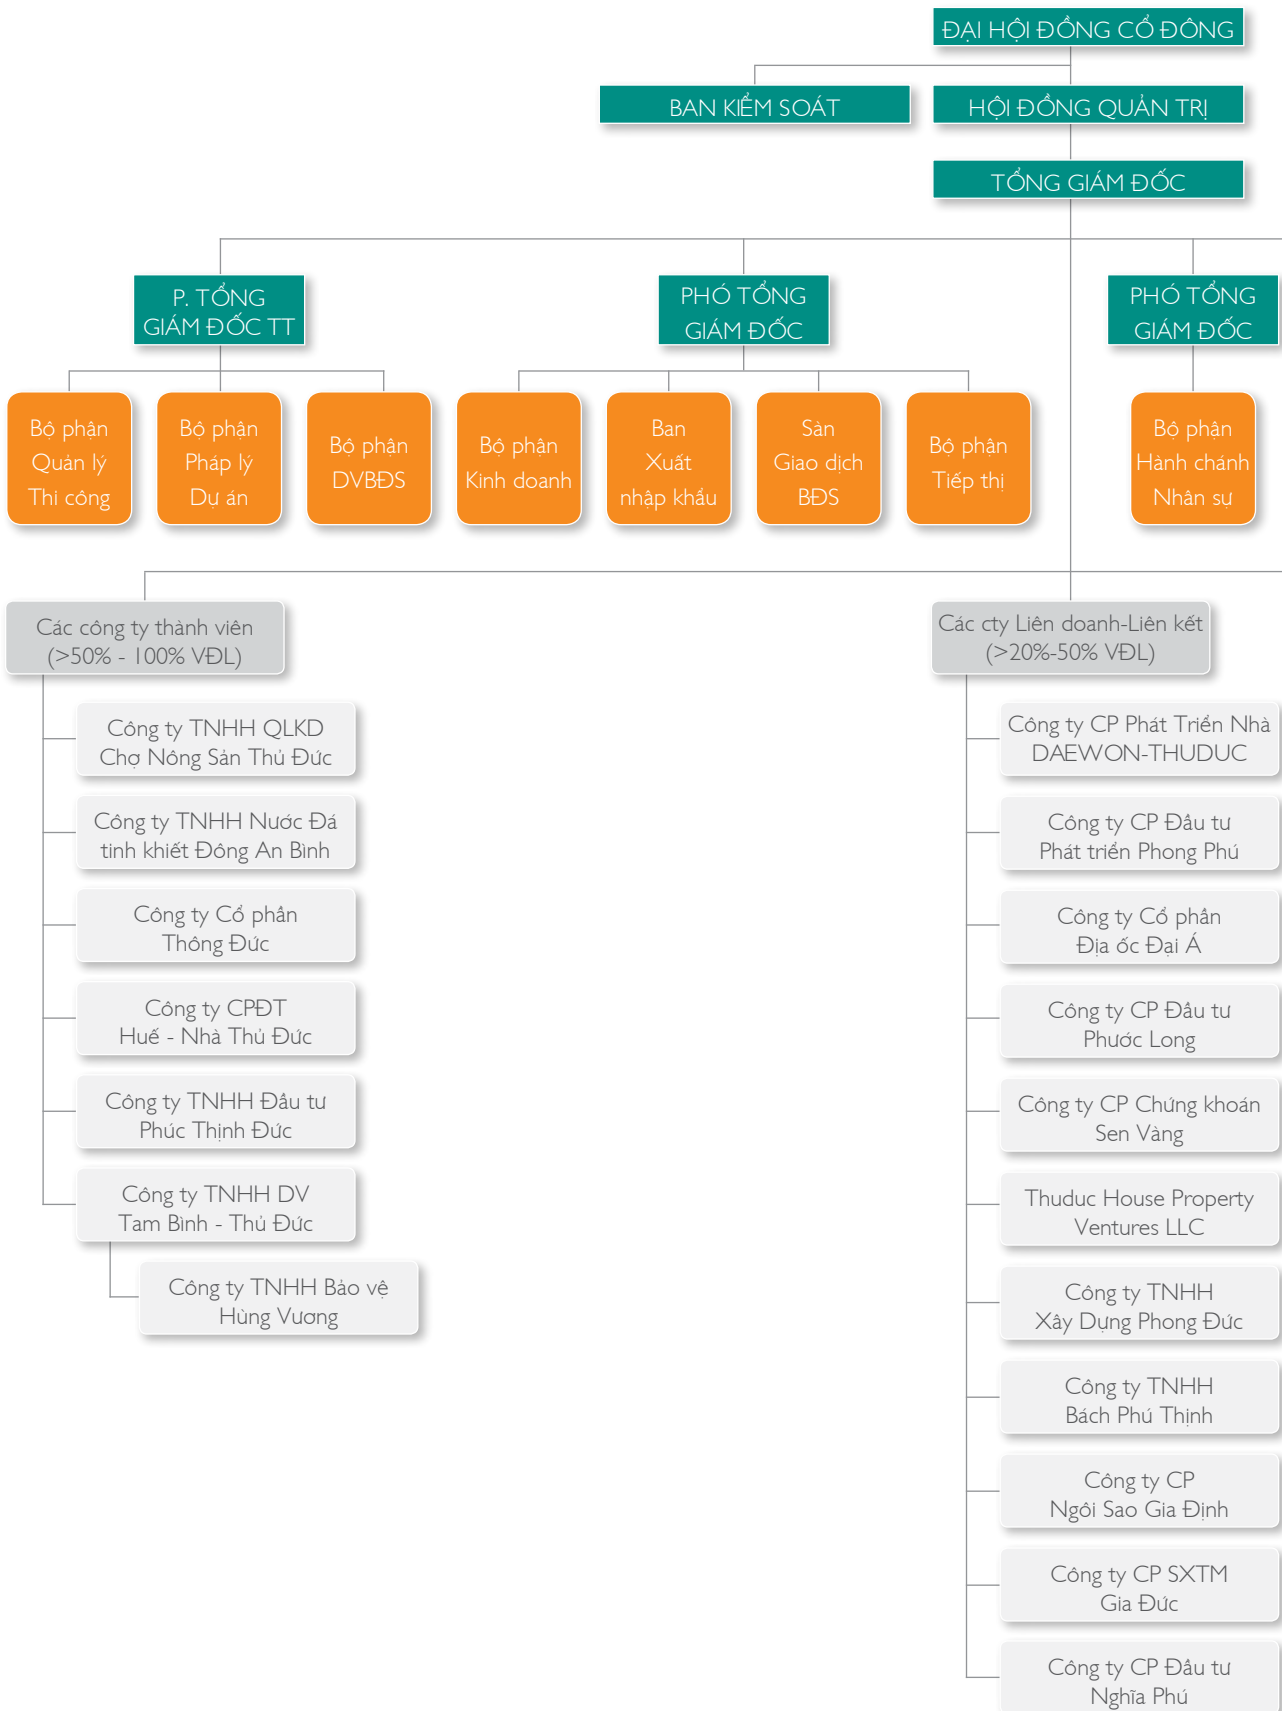 ĐẠI HỘI ĐỒNG CỔ ĐÔNG
BAN KIỂM SOÁT
HỘI ĐỒNG QUẢN TRỊ
TỔNG GIÁM ĐỐC
P. TỔNG
GIÁM ĐỐC TT
PHÓ TỔNG
GIÁM ĐỐC
PHÓ TỔNG
GIÁM ĐỐC
Bộ phận
Quản lý
Thi công
Bộ phận
Pháp lý
Dự án
Bộ phận
DVBĐS
Bộ phận
Kinh doanh
Ban
Xuất
nhập khẩu
Sàn
Giao dịch
BĐS
Bộ phận
Tiếp thị
Bộ phận
Hành chánh
Nhân sự
Các công ty thành viên
(>50% - 100% VĐL)
Công ty TNHH QLKD
Chợ Nông Sản Thủ Đức
Công ty TNHH Nước Đá
tinh khiết Đông An Bình
Công ty Cổ phần
Thông Đức
Công ty CPĐT
Huế - Nhà Thủ Đức
Công ty TNHH Đầu tư
Phúc Thịnh Đức
Công ty TNHH DV
Tam Bình - Thủ Đức
Công ty TNHH Bảo vệ
Hùng Vương
Các cty Liên doanh-Liên kết
(>20%-50% VĐL)
Công ty CP Phát Triển Nhà
DAEWON-THUDUC
Công ty CP Đầu tư
Phát triển Phong Phú
Công ty Cổ phần
Địa ốc Đại Á
Công ty CP Đầu tư
Phước Long
Công ty CP Chứng khoán
Sen Vàng
Thuduc House Property
Ventures LLC
Công ty TNHH
Xây Dựng Phong Đức
Công ty TNHH
Bách Phú Thịnh
Công ty CP
Ngôi Sao Gia Định
Công ty CP SXTM
Gia Đức
Công ty CP Đầu tư
Nghĩa Phú